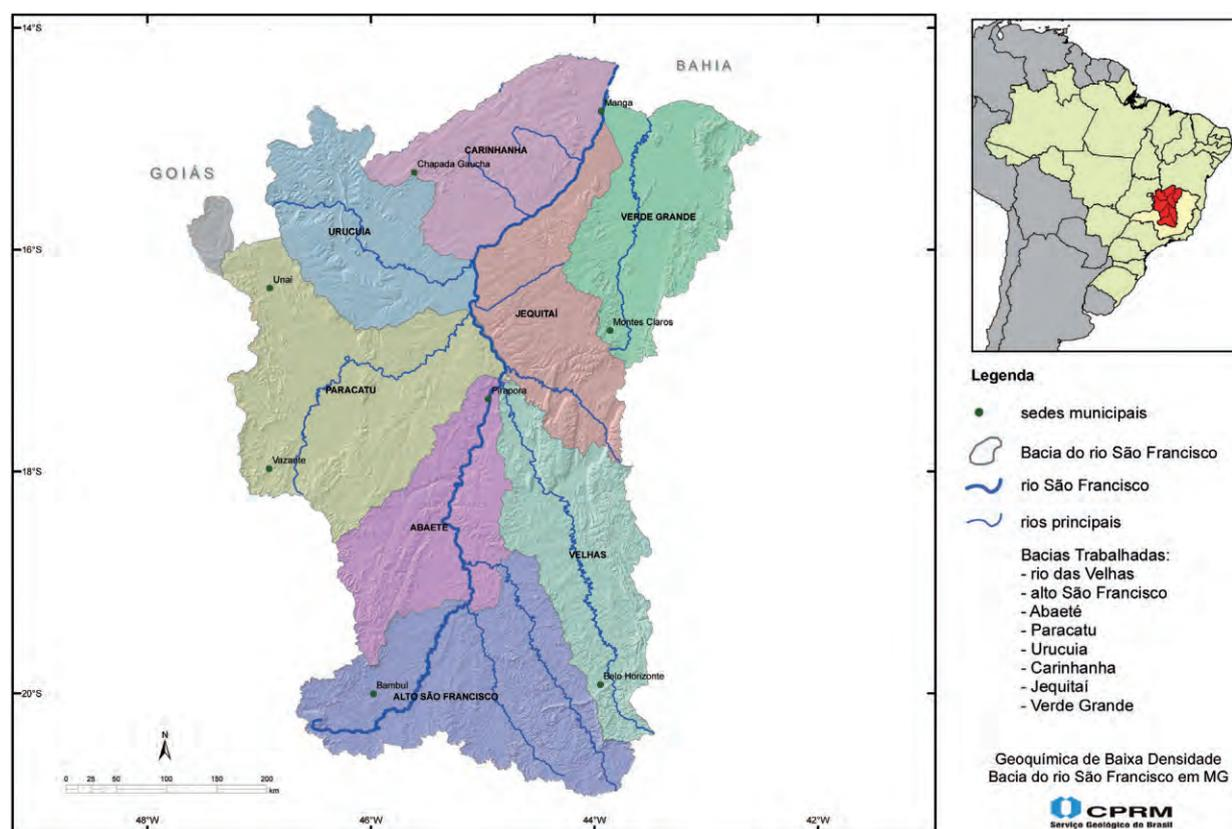 14°S
16°S
18°S
20°S
48°W
46°W
44°W
42°W
BAHIA
GOIÁS
Manga
CARINHANHA
Chapada Gaucha
VERDE GRANDE
URUCUÍA
Unaí
JEQUITAÍ
Montes Claros
PARACATU
Pirapora
Vazante
ABAETÉ
VELHAS
Belo Horizonte
Bambuí
ALTO SÃO FRANCISCO
N
0 25 50 100 150 200
km
Legenda
sedes municipais
Bacia do rio São Francisco
rio São Francisco
rios principais
Bacias Trabalhadas:
- rio das Velhas
- alto São Francisco
- Abaeté
- Paracatu
- Urucuia
- Carinhanha
- Jequitaí
- Verde Grande
Geoquímica de Baixa Densidade
Bacia do rio São Francisco em MG
CPRM
Serviço Geológico do Brasil